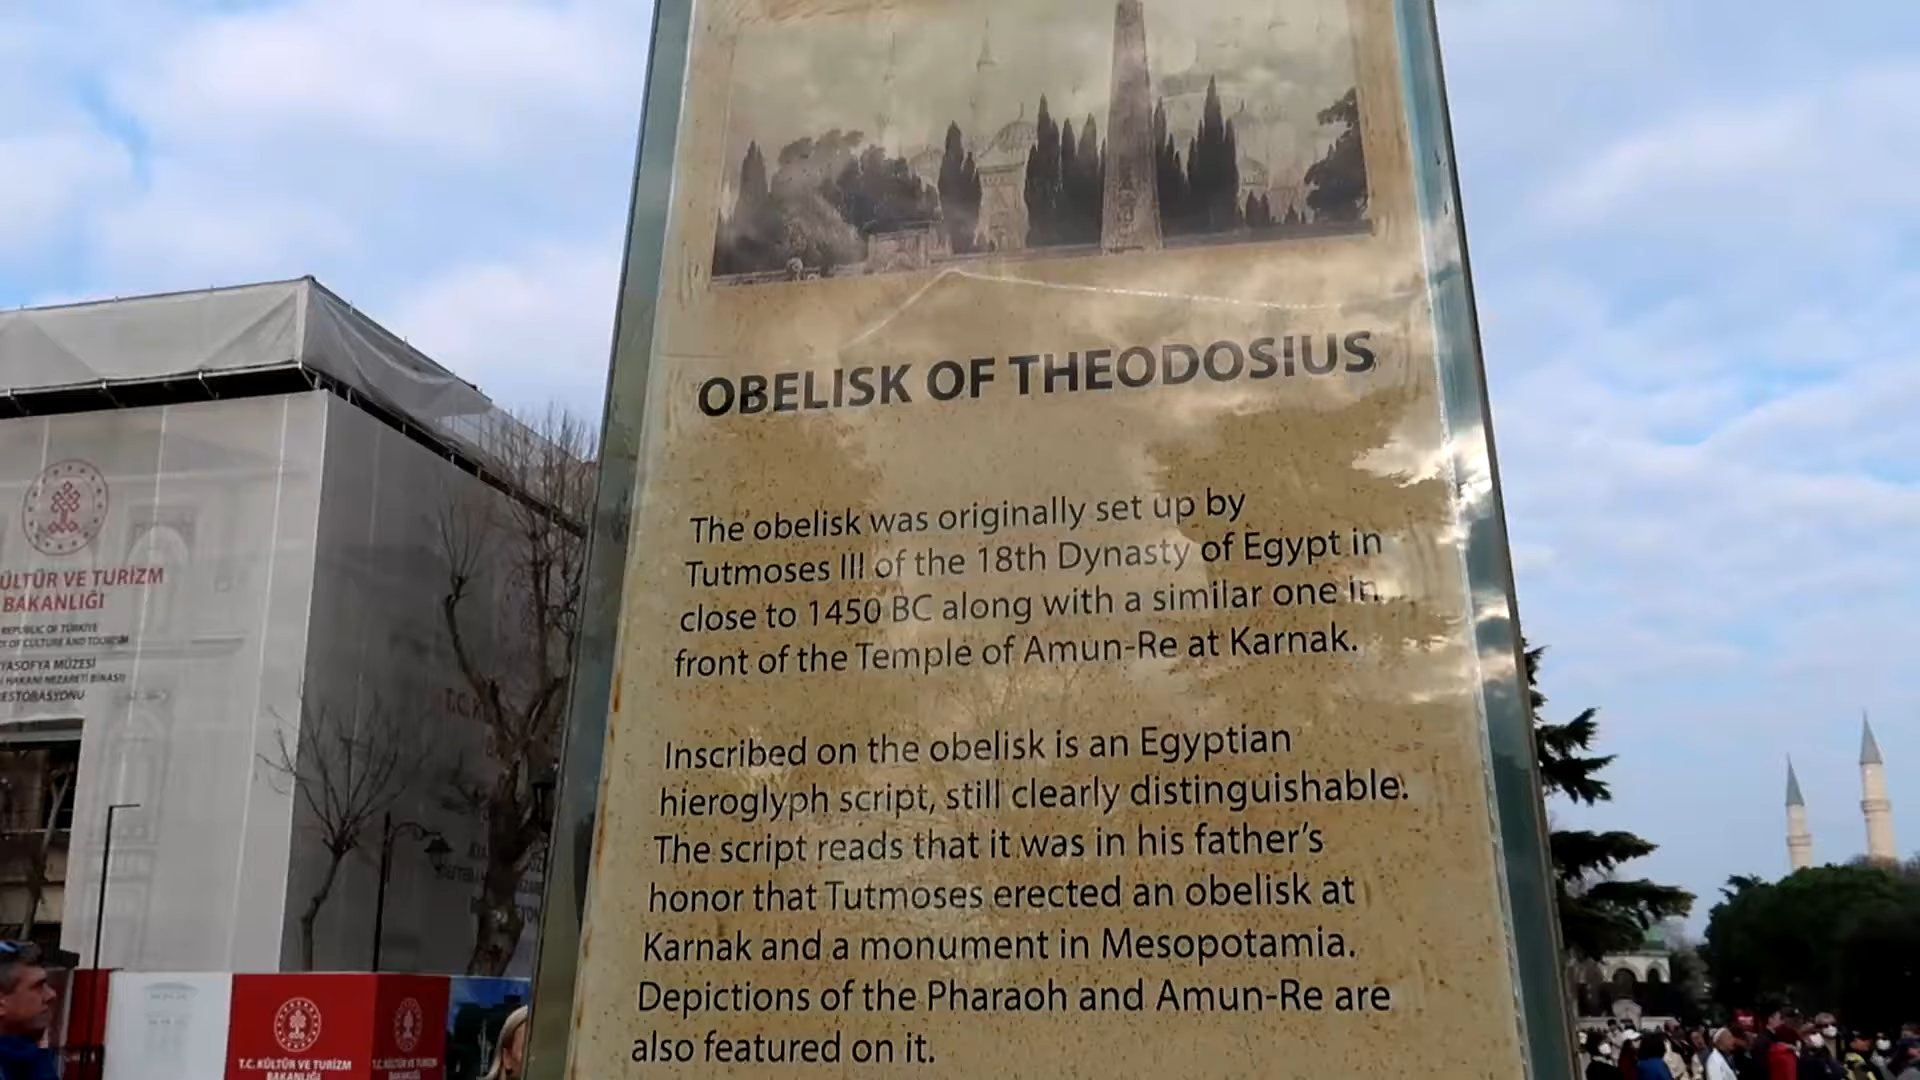 OBELISK OF THEODOSIUS
The obelisk was originally set up by
Tutmoses III of the 18th Dynasty of Egypt in
close to 1450 BC along with a similar one in
front of the Temple of Amun-Re at Karnak.
Inscribed on the obelisk is an Egyptian
hieroglyph script, still clearly distinguishable.
The script reads that it was in his father's
honor that Tutmoses erected an obelisk at
Karnak and a monument in Mesopotamia.
Depictions of the Pharaoh and Amun-Re are
also featured on it.
ÜLTÜR VE TURİZM
BAKANLIĞI
REPUBLIC OF TÜRKİYE
OF CULTURE AND TOURISM
YASOFYA MÜZESİ
HAKANI NEZARETİ BİNASI
ESTORASYONU
T.C. K
T.C. KÜLTÜR VE TURİZM
BAKANLIĞI
T.C. KÜLTÜR VE TURİZM
BAKANLIĞI